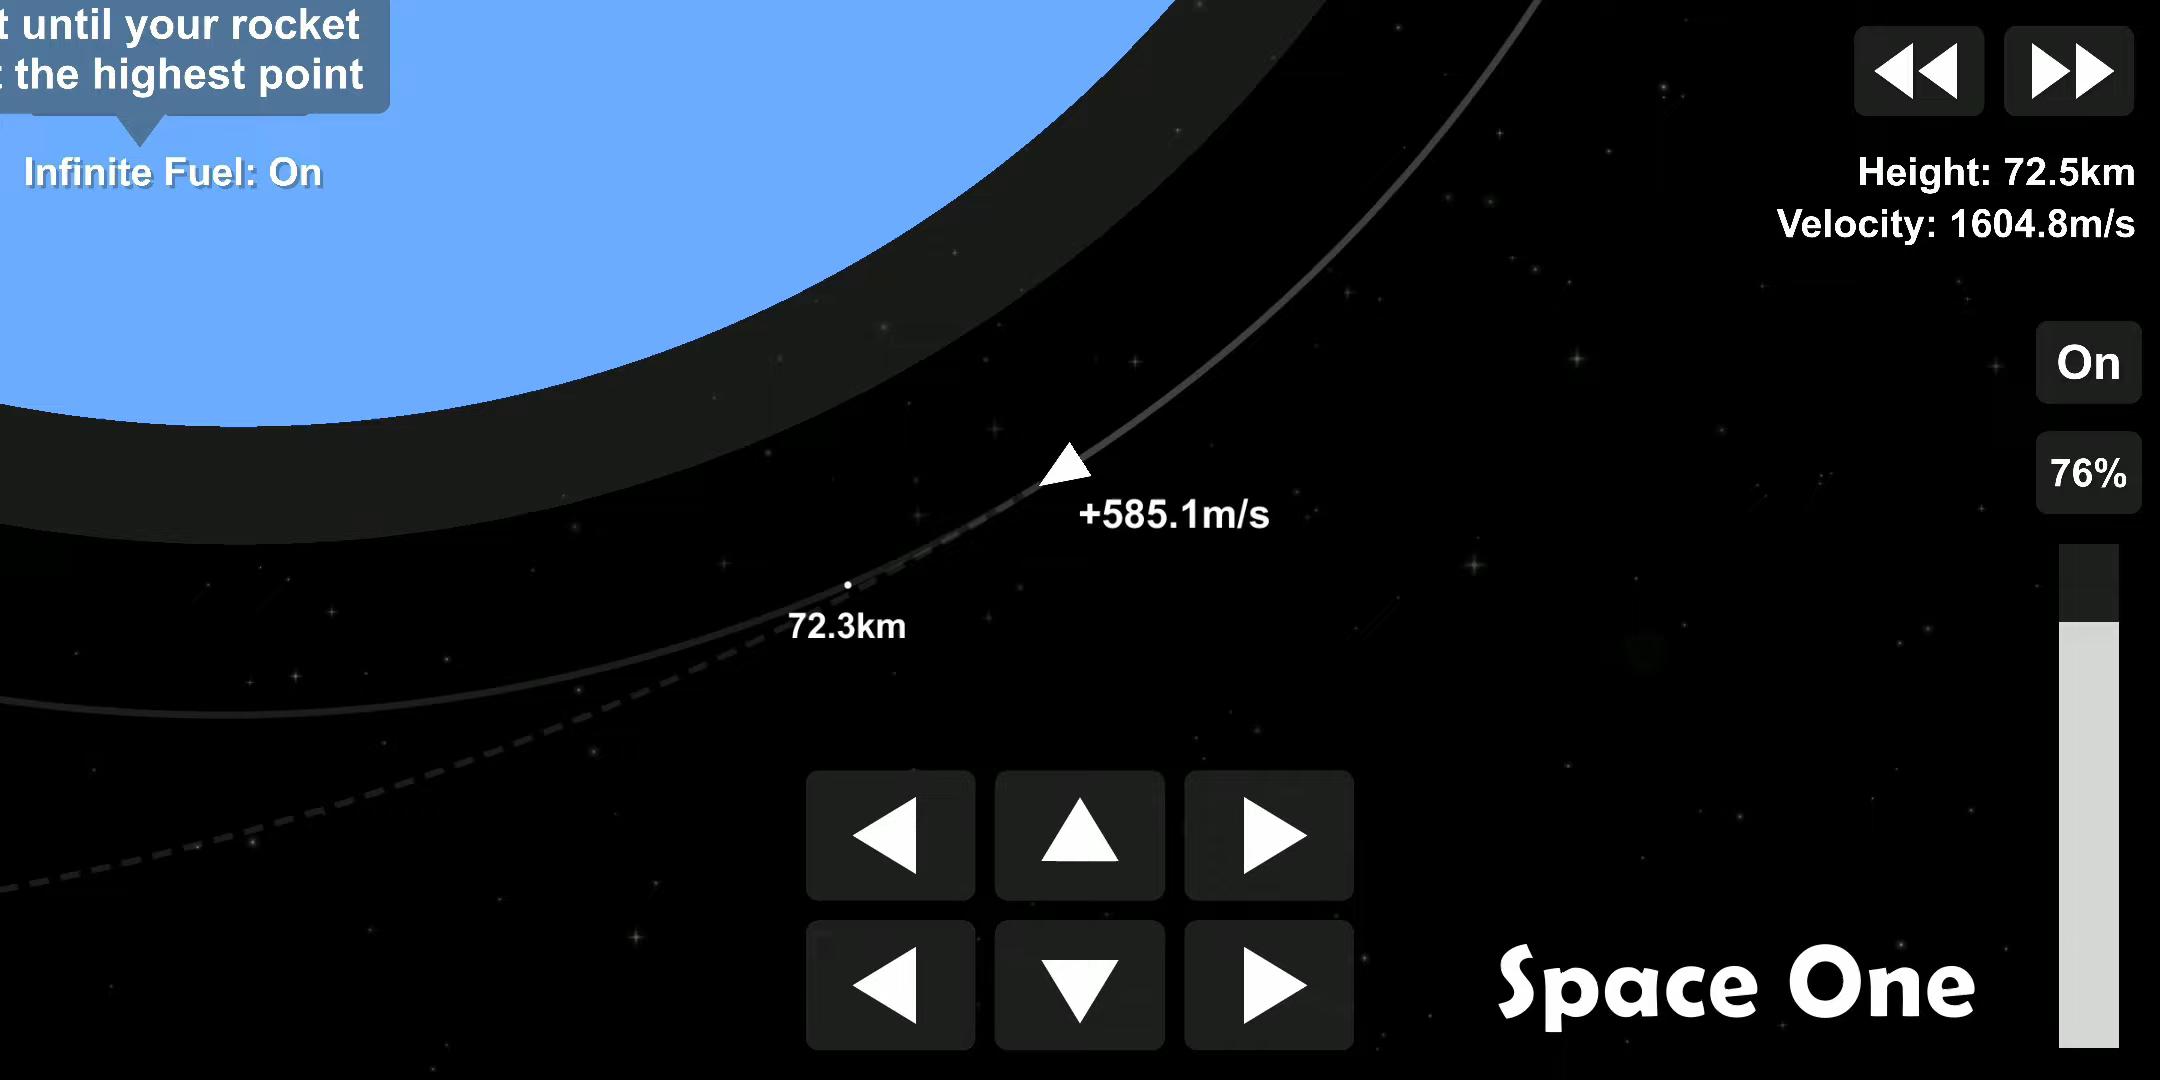 t until your rocket
the highest point
Infinite Fuel: On
Height: 72.5km
Velocity: 1604.8m/s
On
76%
+585.1m/s
72.3km
Space One